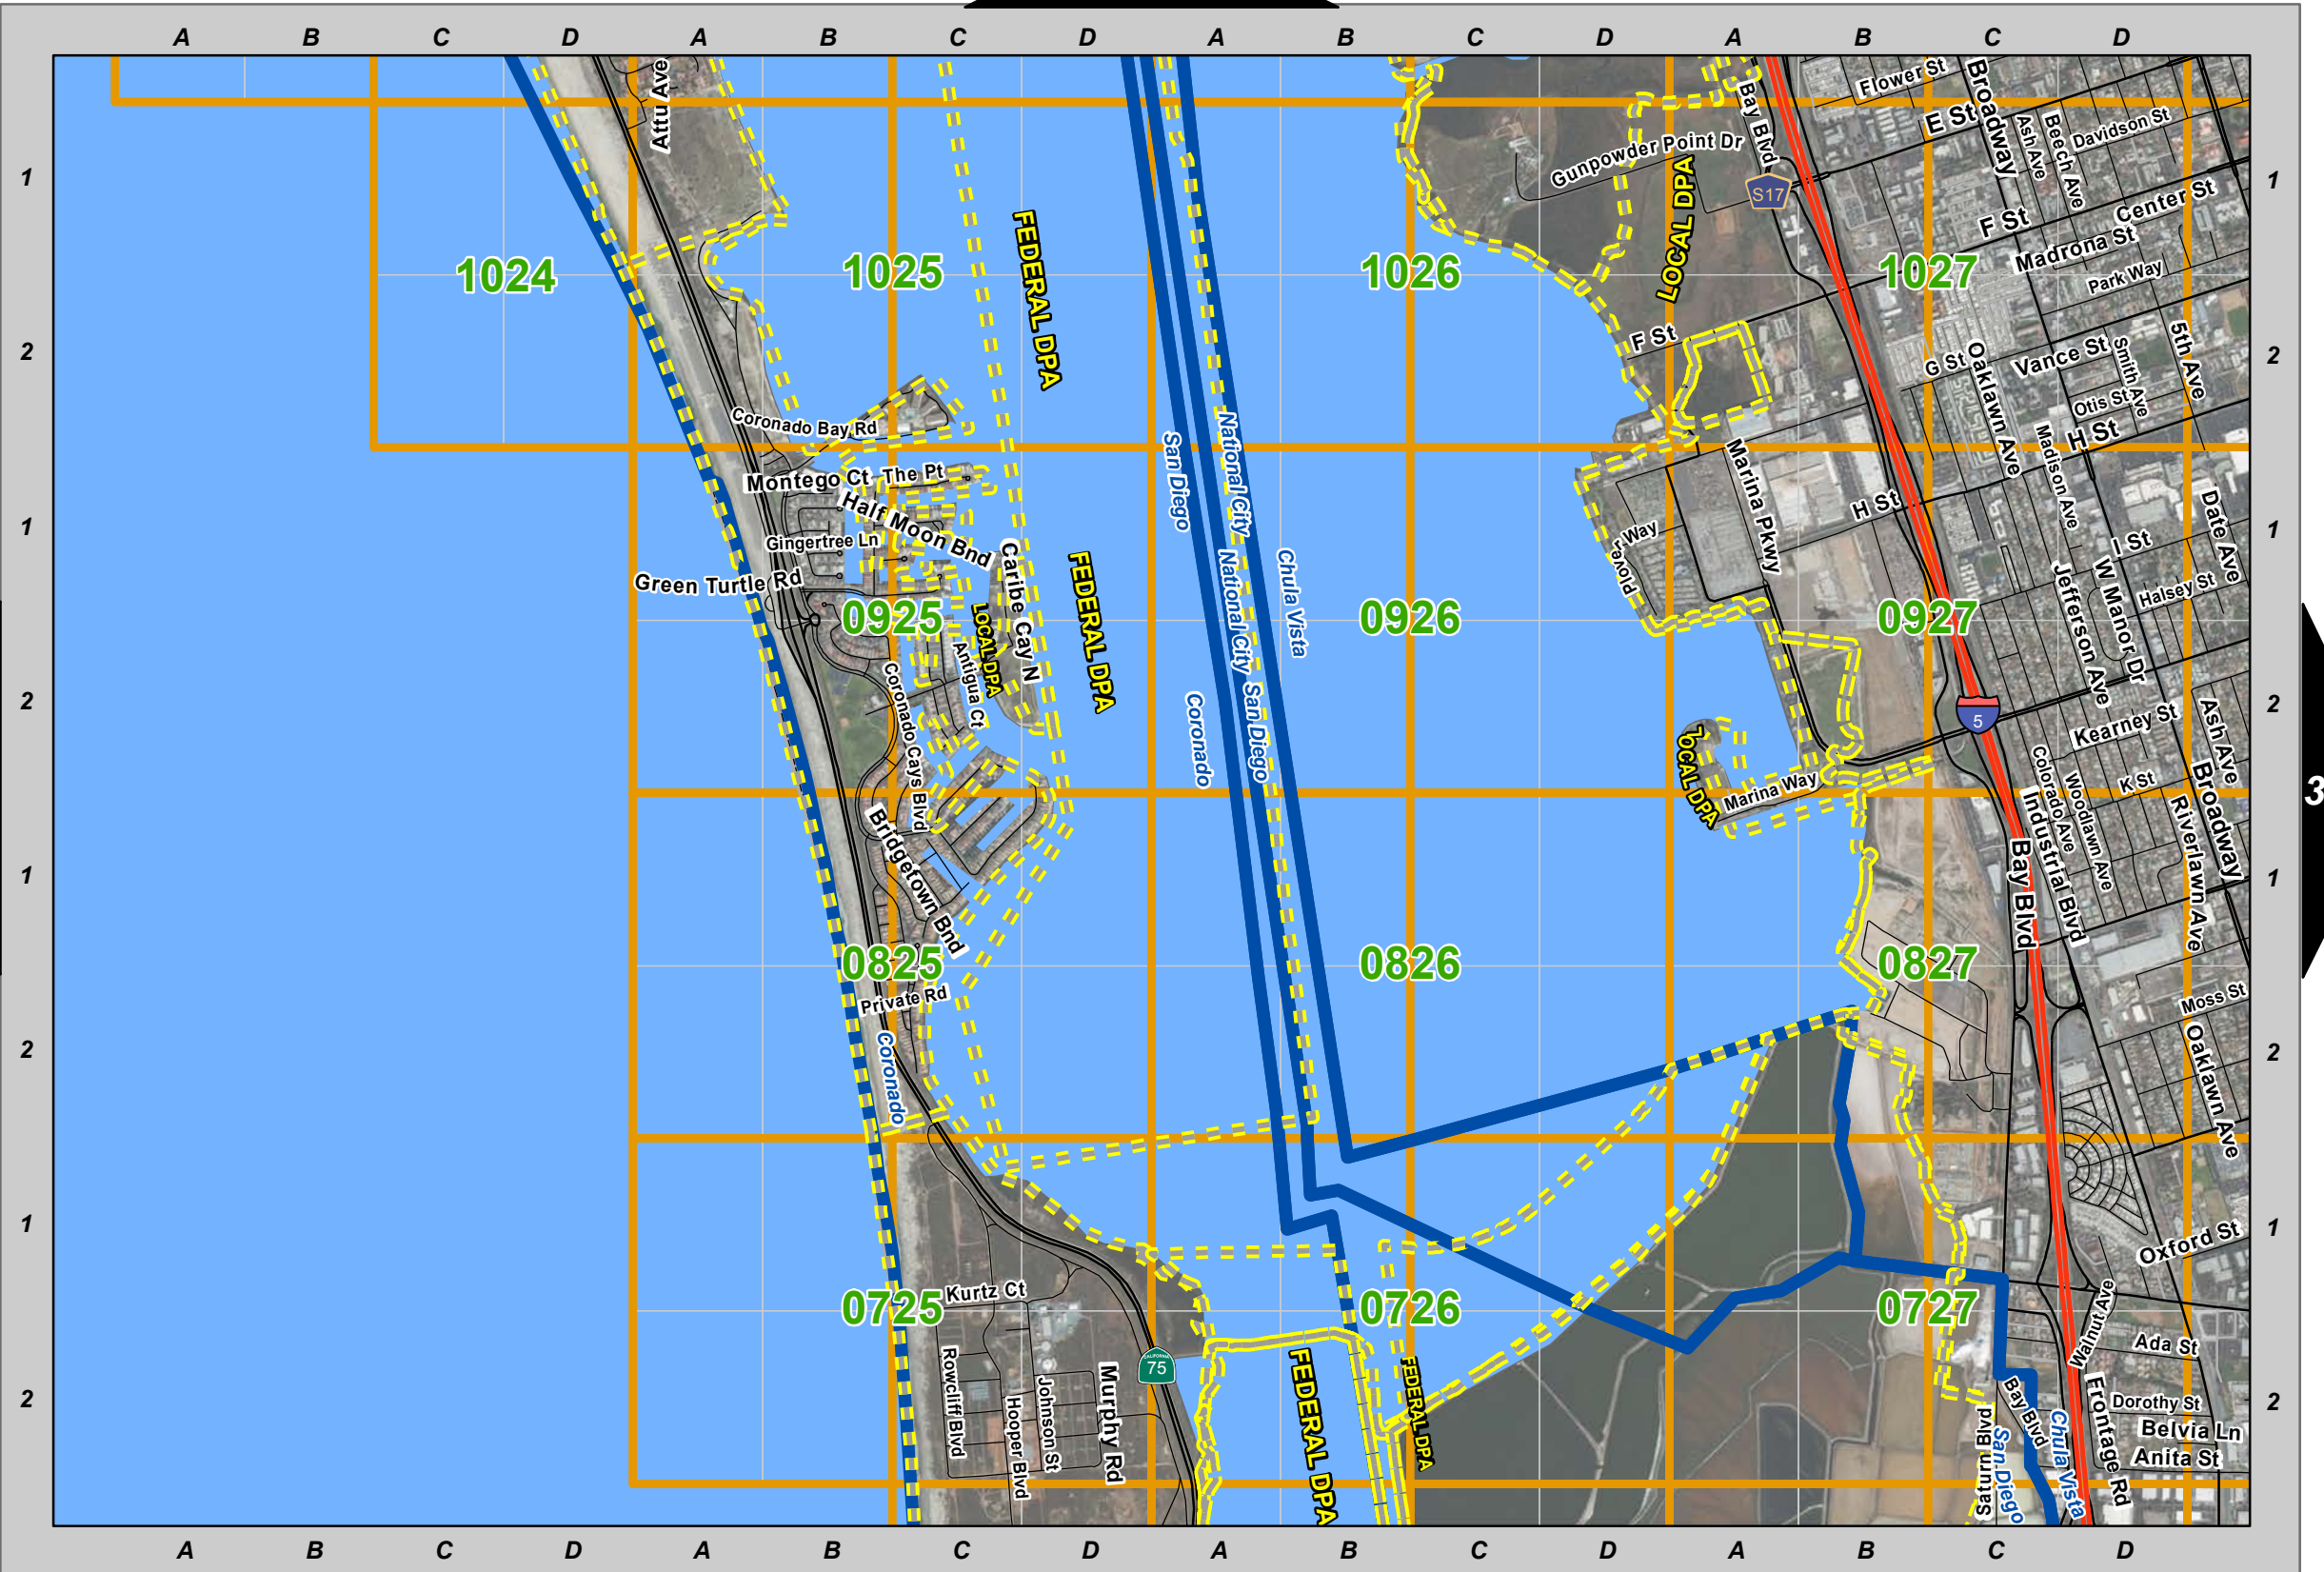 A B C D A B C D A B C D A B C D
1
2
1
2
1
2
1
2
1
2
1
2
1
2
1
2
3
Attu Ave
Bay Blvd
Flower St
Broadway
E St
Ash Ave
Beech Ave
Davidson St
Gunpowder Point Dr
S17
LOCAL DPA
Center St
F St
Madrona St
Park Way
FEDERAL DPA
1024
1025
1026
1027
F St
G St
Oaklawn Ave
Vance St
Smith Ave
5th Ave
Otis St
H St
Coronado Bay Rd
Montego Ct
The Pt
Half Moon Bnd
Gingertree Ln
Green Turtle Rd
Caribe Cay N
San Diego
National City
National City
Chula Vista
San Diego
Coronado
Marina Pkwy
H St
Madison Ave
Date Ave
I St
W Manor Dr
Jefferson Ave
Halsey St
0925
0926
0927
LOCAL DPA
FEDERAL DPA
Antigua Ct
Coronado Cays Blvd
5
Kearney St
Ash Ave
LOCAL DPA
Marina Way
Colorado Ave
Woodlawn Ave
K St
Broadway
Industrial Blvd
Riverlawn Ave
Bay Blvd
Bridgetown Bnd
0825
0826
0827
Private Rd
Coronado
Moss St
Oaklawn Ave
Oxford St
Kurtz Ct
0725
0726
0727
Walnut Ave
Ada St
CALIFORNIA
75
Rowcliff Blvd
Hooper Blvd
Johnson St
Murphy Rd
FEDERAL DPA
FEDERAL DPA
Saturn Blvd
San Diego
Bay Blvd
Chula Vista
Frontage Rd
Dorothy St
Belvia Ln
Anita St
A B C D A B C D A B C D A B C D